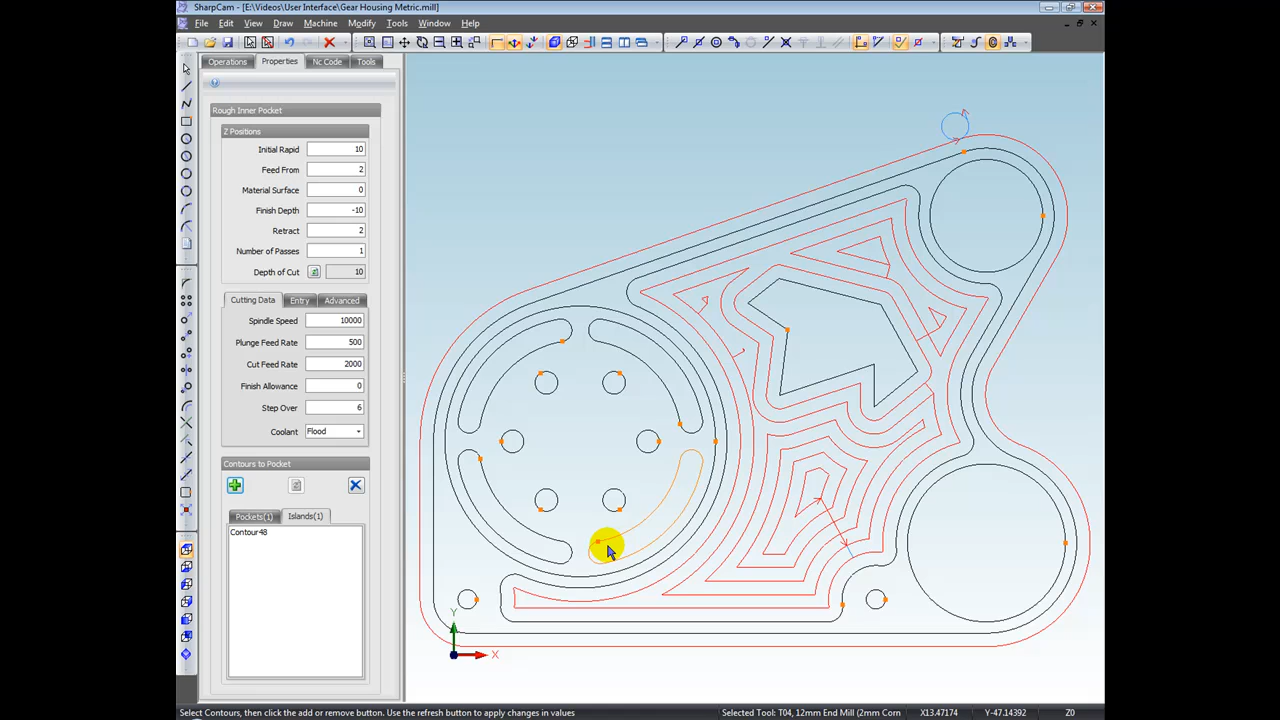 SharpCam - [E:\Videos\User Interface\Gear Housing Metric.mill]
File Edit View Draw Machine Modify Tools Window Help
Operations Properties Nc Code Tools
Rough Inner Pocket
Z Positions
Initial Rapid 10
Feed From 2
Material Surface 0
Finish Depth -10
Retract 2
Number of Passes 1
Depth of Cut 10
Cutting Data Entry Advanced
Spindle Speed 10000
Plunge Feed Rate 500
Cut Feed Rate 2000
Finish Allowance 0
Step Over 6
Coolant Flood
Contours to Pocket
Pockets(1) Islands(1)
Contour48
Y
X
Select Contours, then click the add or remove button. Use the refresh button to apply changes in values
Selected Tool: T04, 12mm End Mill (2mm Corn X13.47174 Y-47.14392 Z0